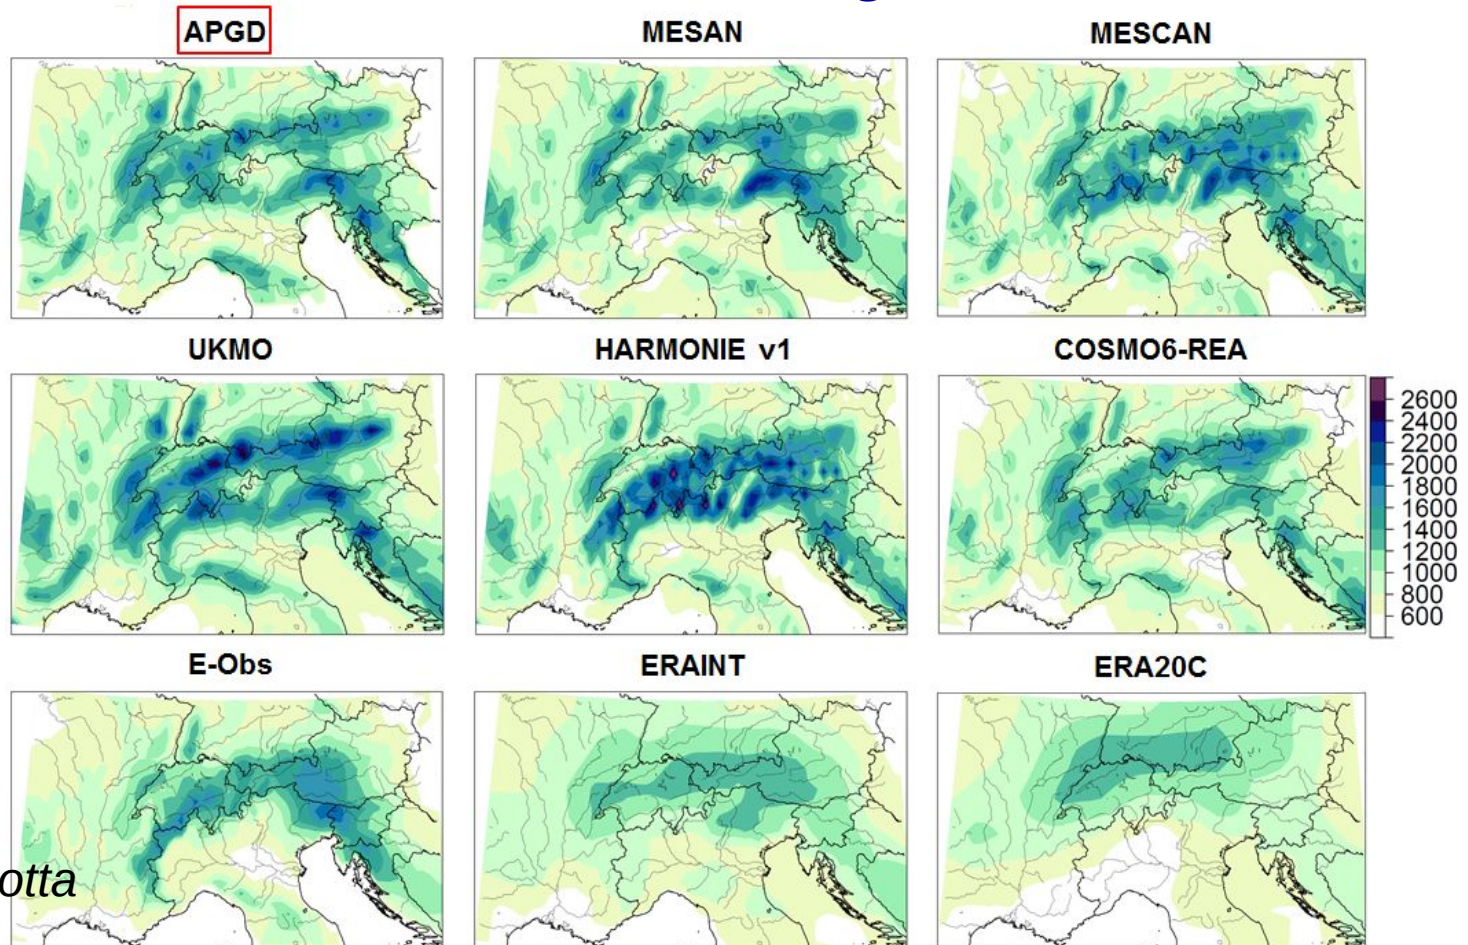 APGD
MESAN
MESCAN
UKMO
HARMONIE v1
COSMO6-REA
2600
2400
2200
2000
1800
1600
1400
1200
1000
800
600
E-Obs
ERAINT
ERA20C
otta